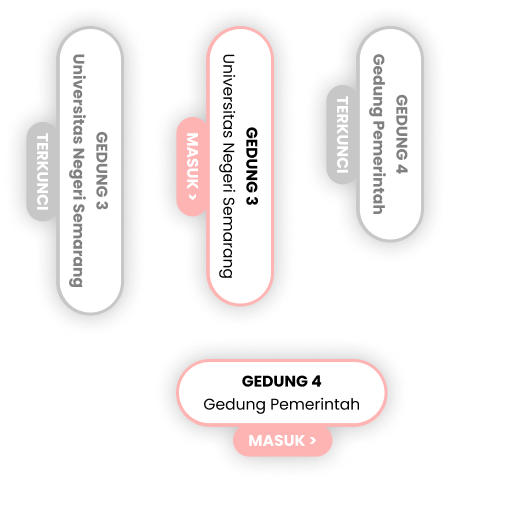 GEDUNG 3
Universitas Negeri Semarang
TERKUNCI
GEDUNG 3
Universitas Negeri Semarang
MASUK >
GEDUNG 4
Gedung Pemerintah
TERKUNCI
GEDUNG 4
Gedung Pemerintah
MASUK >